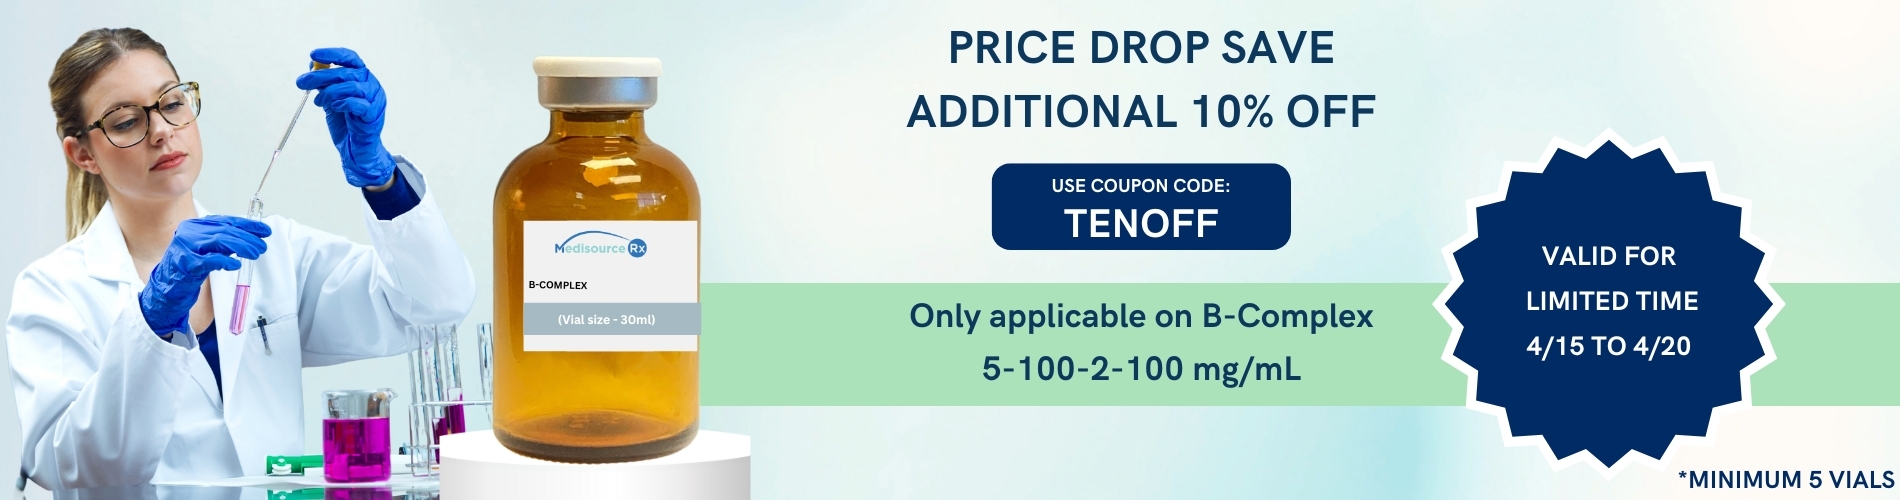 PRICE DROP SAVE
ADDITIONAL 10% OFF
USE COUPON CODE:
TENOFF
Medisource Rx
B-COMPLEX
(Vial size - 30ml)
Only applicable on B-Complex
5-100-2-100 mg/mL
VALID FOR
LIMITED TIME
4/15 TO 4/20
*MINIMUM 5 VIALS